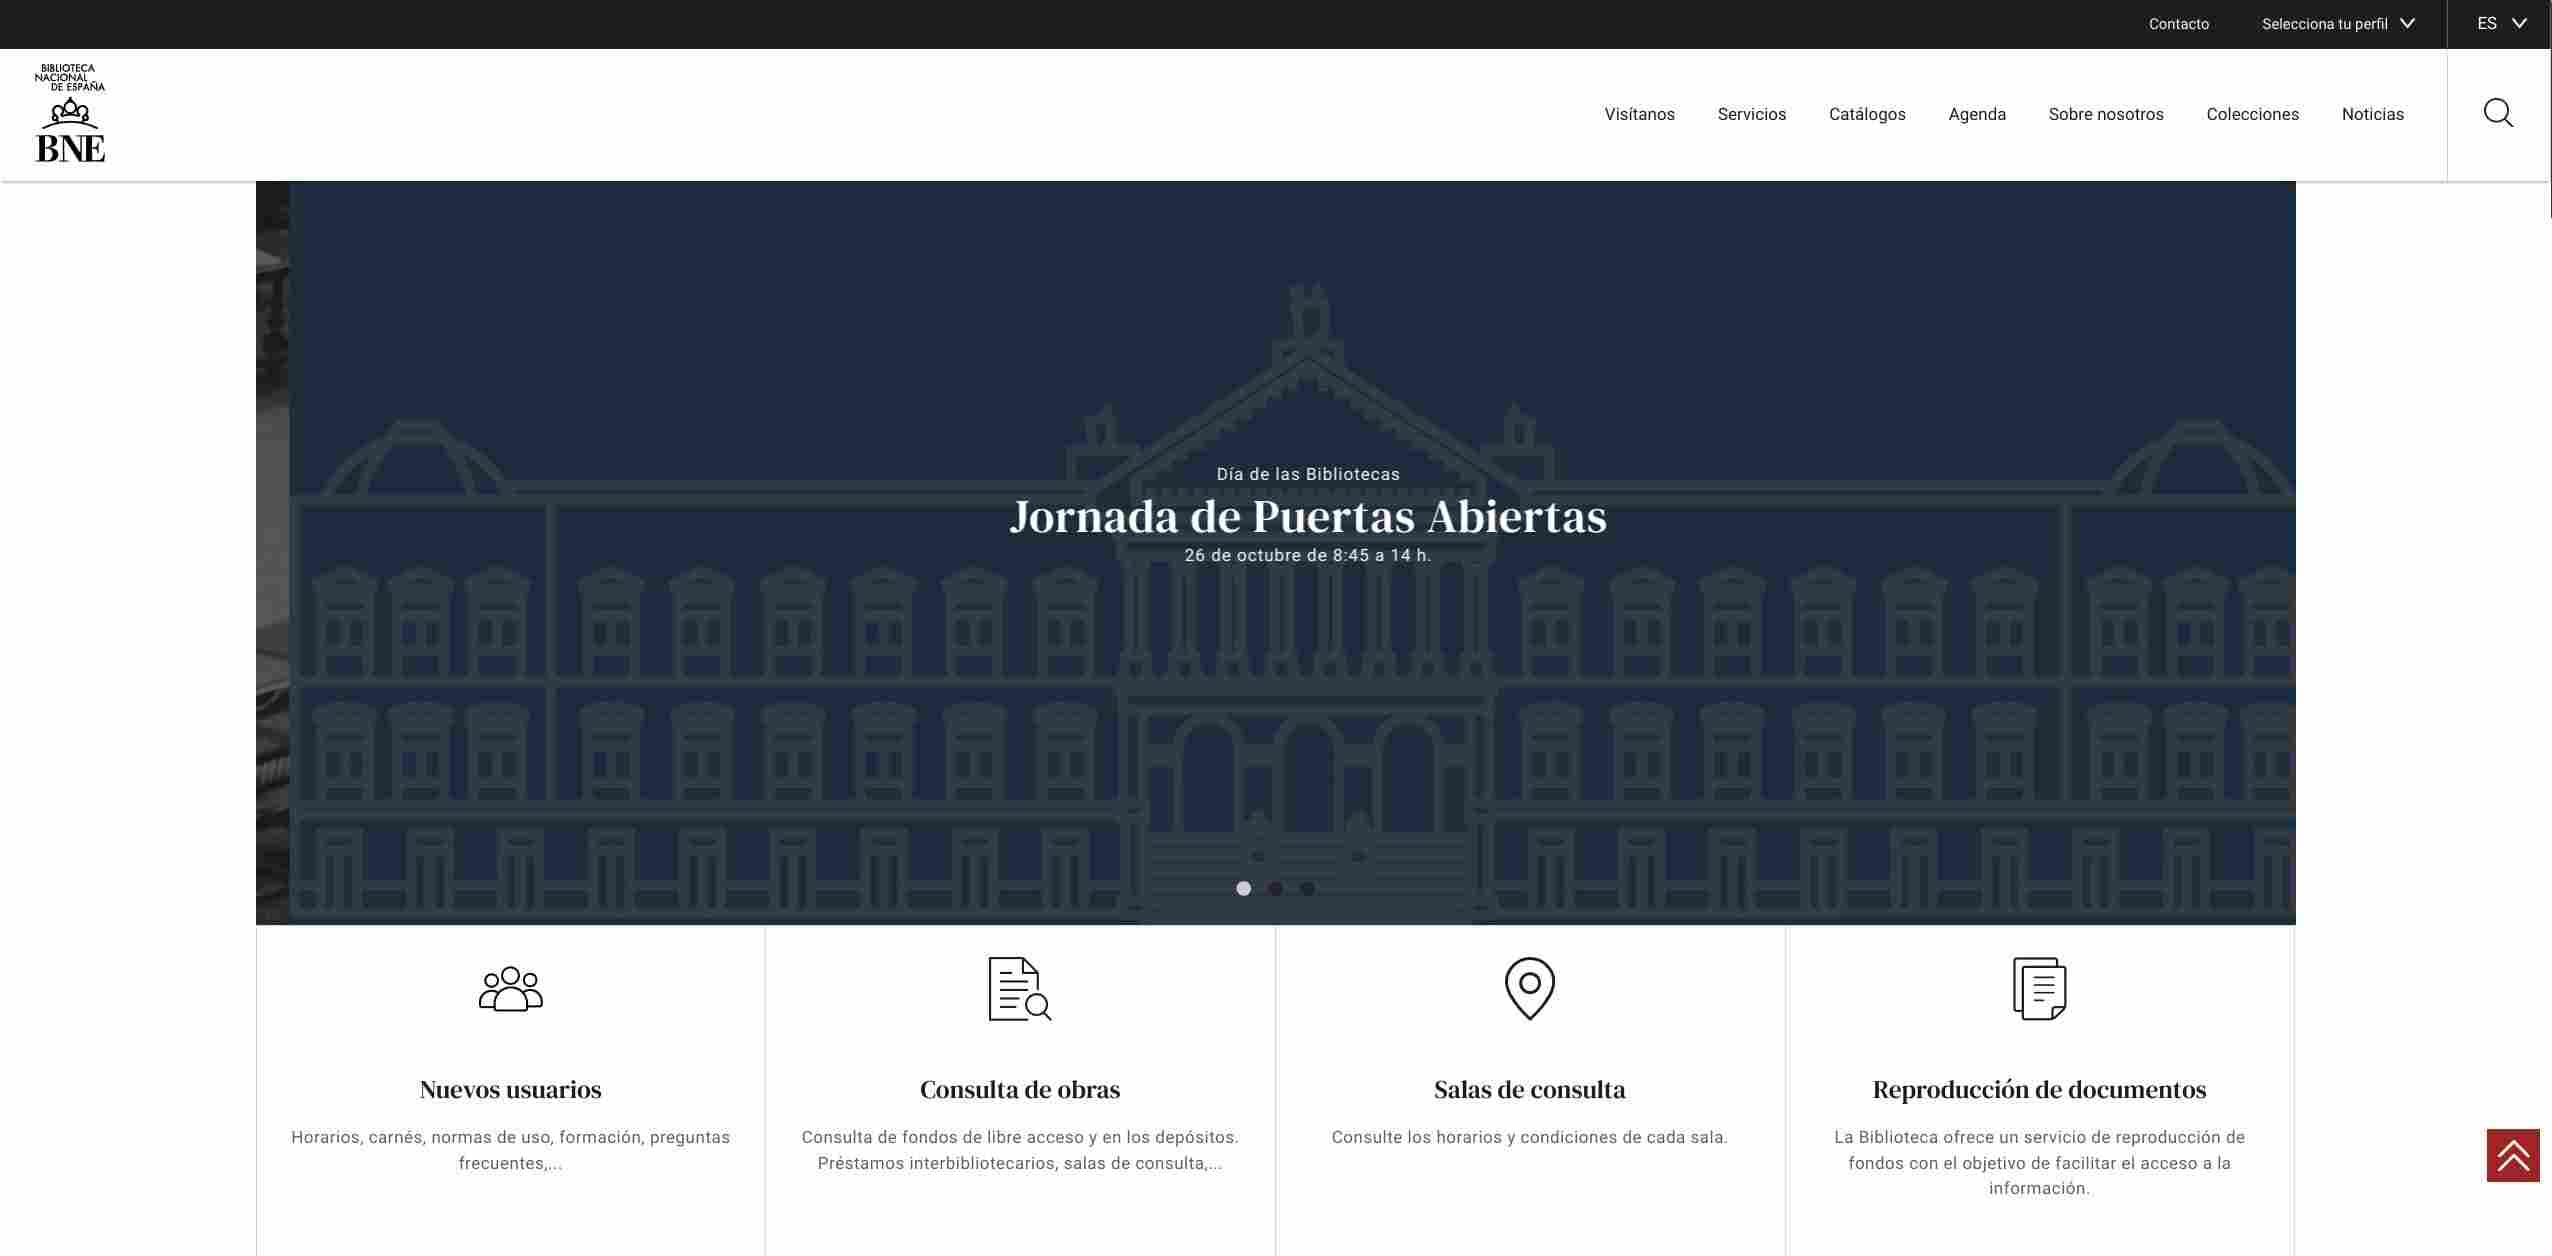 Contacto
Selecciona tu perfil
ES
BIBLIOTECA
NACIONAL
DE ESPAÑA
BNE
Visítanos
Servicios
Catálogos
Agenda
Sobre nosotros
Colecciones
Noticias
Día de las Bibliotecas
Jornada de Puertas Abiertas
26 de octubre de 8:45 a 14 h.
Nuevos usuarios
Horarios, carnés, normas de uso, formación, preguntas
frecuentes,...
Consulta de obras
Consulta de fondos de libre acceso y en los depósitos.
Préstamos interbibliotecarios, salas de consulta,...
Salas de consulta
Consulte los horarios y condiciones de cada sala.
Reproducción de documentos
La Biblioteca ofrece un servicio de reproducción de
fondos con el objetivo de facilitar el acceso a la
información.